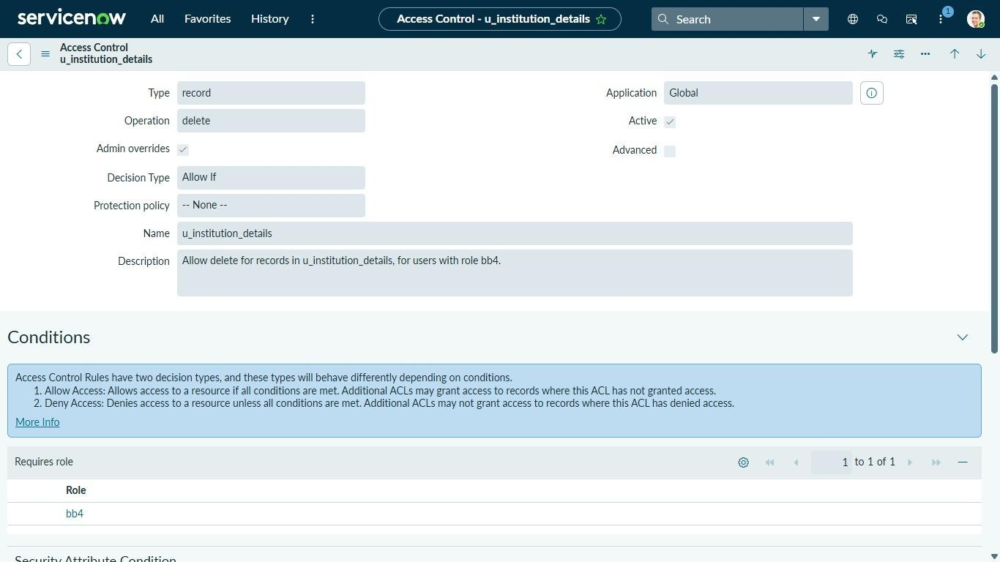 servicenow
All
Favorites
History
Access Control - u_institution_details
Search
1
Access Control
u_institution_details
Type
record
Application
Global
Operation
delete
Active
Admin overrides
Advanced
Decision Type
Allow If
Protection policy
-- None --
Name
u_institution_details
Description
Allow delete for records in u_institution_details, for users with role bb4.
Conditions
Access Control Rules have two decision types, and these types will behave differently depending on conditions.
1. Allow Access: Allows access to a resource if all conditions are met. Additional ACLs may grant access to records where this ACL has not granted access.
2. Deny Access: Denies access to a resource unless all conditions are met. Additional ACLs may not grant access to records where this ACL has denied access.
More Info
Requires role
1 to 1 of 1
Role
bb4
Security Attribute Condition